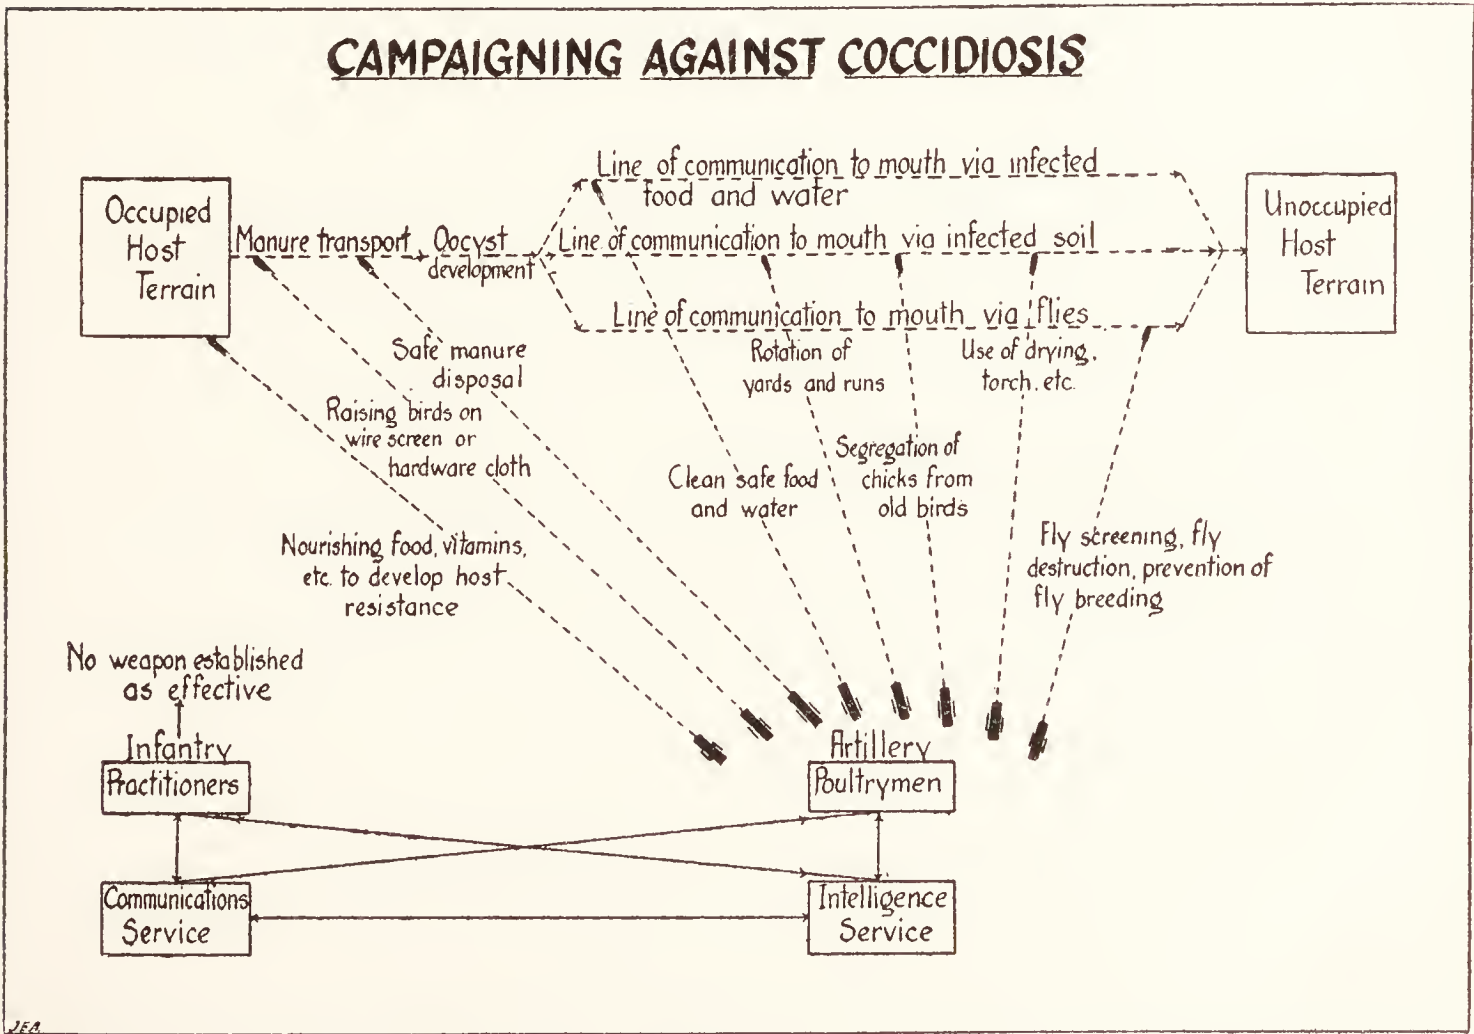 CAMPAIGNING AGAINST COCCIDIOSIS
Line of communication to mouth via infected
food and water
Occupied
Host
Terrain
Manure transport
Oocyst
development
Line of communication to mouth via infected soil
Unoccupied
Host
Terrain
Line of communication to mouth via flies
Safe manure
disposal
Rotation of
yards and runs
Use of drying,
torch, etc.
Raising birds on
wire screen or
hardware cloth
Clean safe food
and water
Segregation of
chicks from
old birds
Nourishing food, vitamins,
etc. to develop host
resistance
Fly screening, fly
destruction, prevention of
fly breeding
No weapon established
as effective
Infantry
Practitioners
Artillery
Poultrymen
Communications
Service
Intelligence
Service
J.E.A.